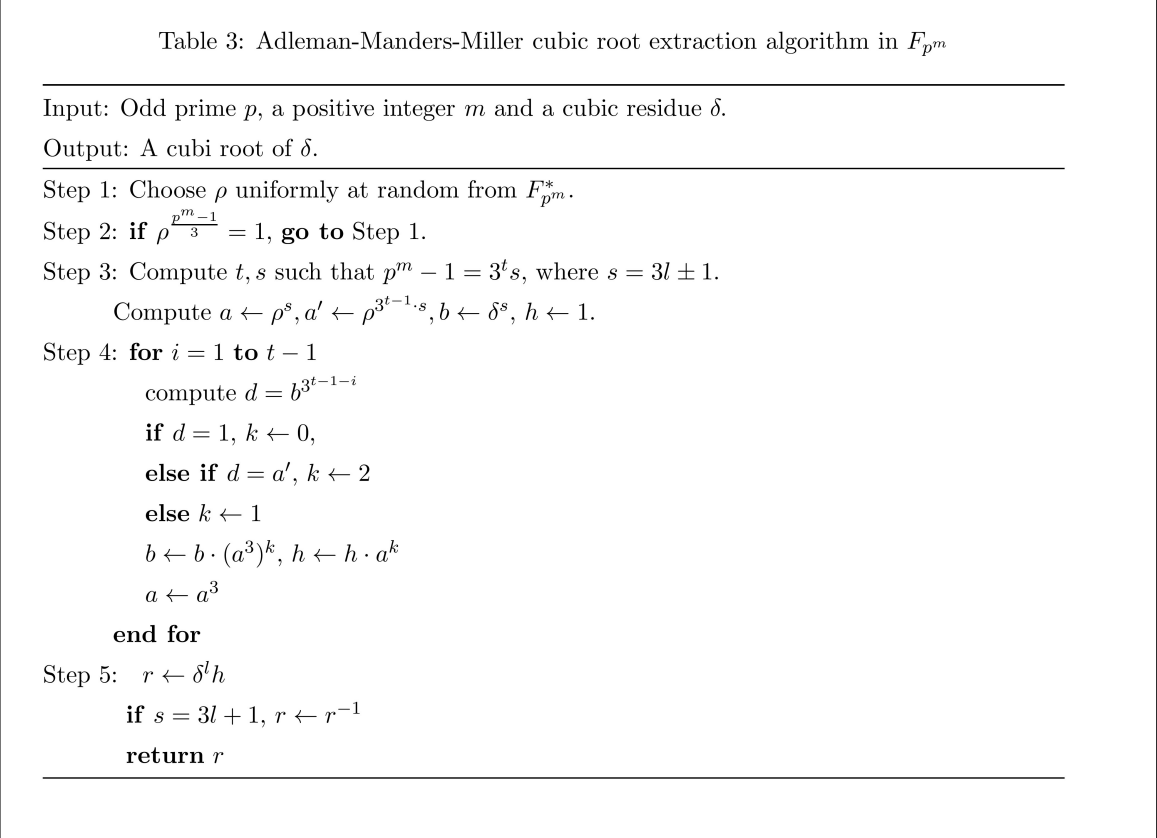 Table 3: Adleman-Manders-Miller cubic root extraction algorithm in $F_{p^m}$
Input: Odd prime $p$, a positive integer $m$ and a cubic residue $\delta$.
Output: A cubi root of $\delta$.
Step 1: Choose $\rho$ uniformly at random from $F_{p^m}^*$.
Step 2: if $\rho^{\frac{p^m-1}{3}} = 1$, go to Step 1.
Step 3: Compute $t, s$ such that $p^m - 1 = 3^t s$, where $s = 3l \pm 1$.
Compute $a \leftarrow \rho^s, a' \leftarrow \rho^{3^{t-1} \cdot s}, b \leftarrow \delta^s, h \leftarrow 1$.
Step 4: for $i = 1$ to $t - 1$
compute $d = b^{3^{t-1-i}}$
if $d = 1$, $k \leftarrow 0$,
else if $d = a'$, $k \leftarrow 2$
else $k \leftarrow 1$
$b \leftarrow b \cdot (a^3)^k$, $h \leftarrow h \cdot a^k$
$a \leftarrow a^3$
end for
Step 5: $r \leftarrow \delta^l h$
if $s = 3l + 1$, $r \leftarrow r^{-1}$
return $r$